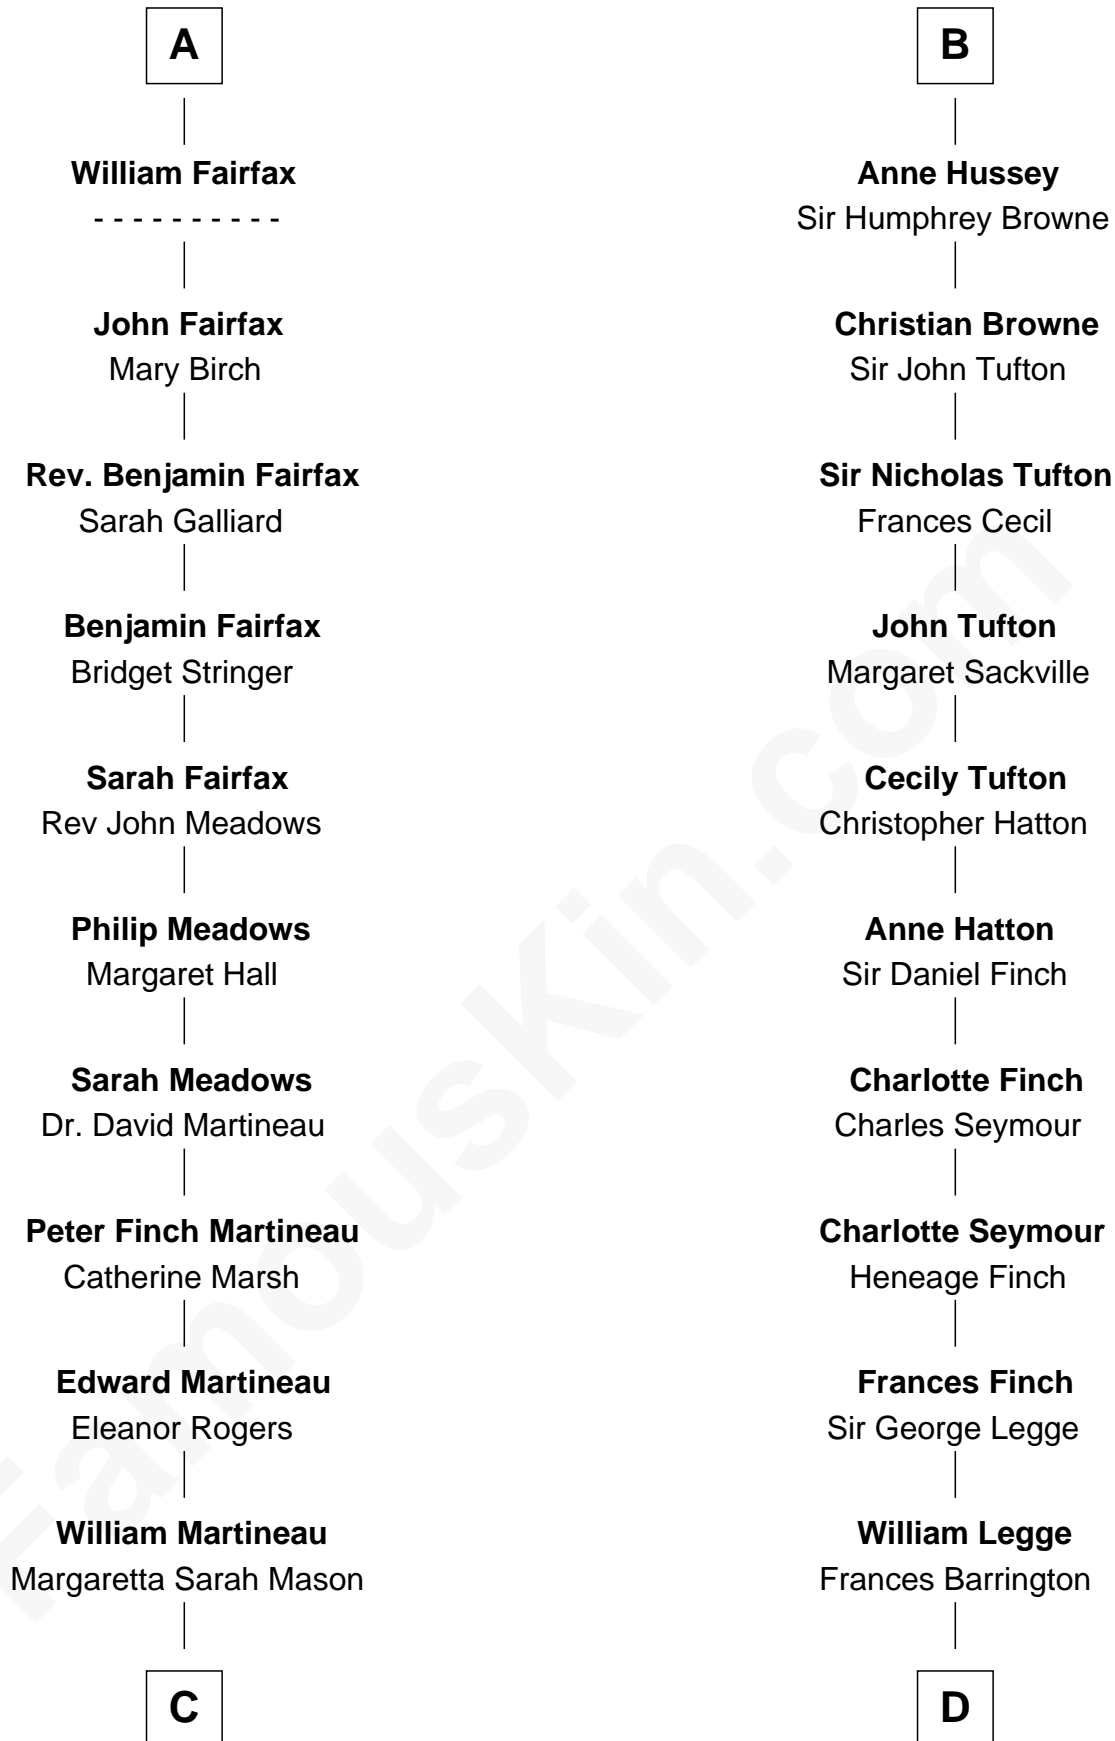 A
William Fairfax
- - - - - - - - - -
John Fairfax
Mary Birch
Rev. Benjamin Fairfax
Sarah Galliard
Benjamin Fairfax
Bridget Stringer
Sarah Fairfax
Rev John Meadows
Philip Meadows
Margaret Hall
Sarah Meadows
Dr. David Martineau
Peter Finch Martineau
Catherine Marsh
Edward Martineau
Eleanor Rogers
William Martineau
Margaretta Sarah Mason
C
B
Anne Hussey
Sir Humphrey Browne
Christian Browne
Sir John Tufton
Sir Nicholas Tufton
Frances Cecil
John Tufton
Margaret Sackville
Cecily Tufton
Christopher Hatton
Anne Hatton
Sir Daniel Finch
Charlotte Finch
Charles Seymour
Charlotte Seymour
Heneage Finch
Frances Finch
Sir George Legge
William Legge
Frances Barrington
D
FamousKin.com